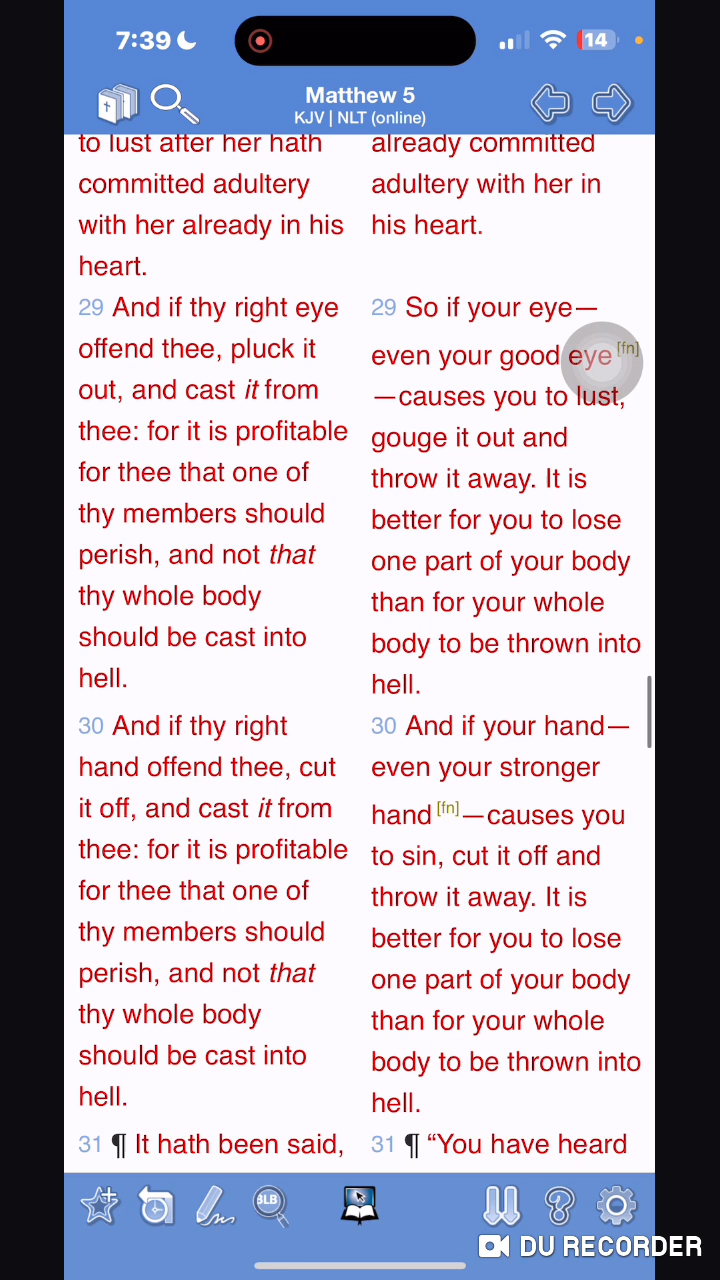 7:39
14
Matthew 5
KJV | NLT (online)
to lust after her hath
committed adultery
with her already in his
heart.
29 And if thy right eye
offend thee, pluck it
out, and cast it from
thee: for it is profitable
for thee that one of
thy members should
perish, and not that
thy whole body
should be cast into
hell.
30 And if thy right
hand offend thee, cut
it off, and cast it from
thee: for it is profitable
for thee that one of
thy members should
perish, and not that
thy whole body
should be cast into
hell.
31 ¶ It hath been said,
already committed
adultery with her in
his heart.
29 So if your eye—
even your good eye [fn]
—causes you to lust,
gouge it out and
throw it away. It is
better for you to lose
one part of your body
than for your whole
body to be thrown into
hell.
30 And if your hand—
even your stronger
hand [fn]—causes you
to sin, cut it off and
throw it away. It is
better for you to lose
one part of your body
than for your whole
body to be thrown into
hell.
31 ¶ “You have heard
BLB
DU RECORDER